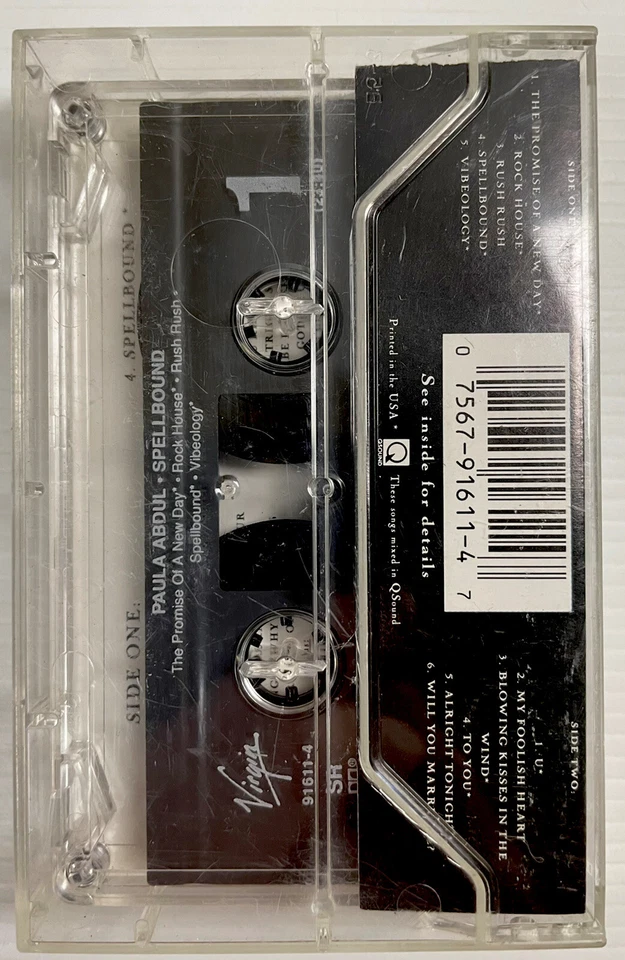 SIDE ONE:
1. THE PROMISE OF A NEW DAY*
2. ROCK HOUSE*
3. RUSH RUSH
4. SPELLBOUND*
5. VIBEOLOGY*
0 7567-91611-4 7
See inside for details
Printed in the USA *
QSOUND
These songs mixed in QSound
SIDE TWO:
1. U*
2. MY FOOLISH HEART
3. BLOWING KISSES IN THE
WIND*
4. TO YOU*
5. ALRIGHT TONIGHT
6. WILL YOU MARR
1
PAULA ABDUL • SPELLBOUND
The Promise Of A New Day* • Rock House* • Rush Rush*
Spellbound* • Vibeology*
Virgin
91611-4
SR
SIDE ONE:
4. SPELLBOUND *